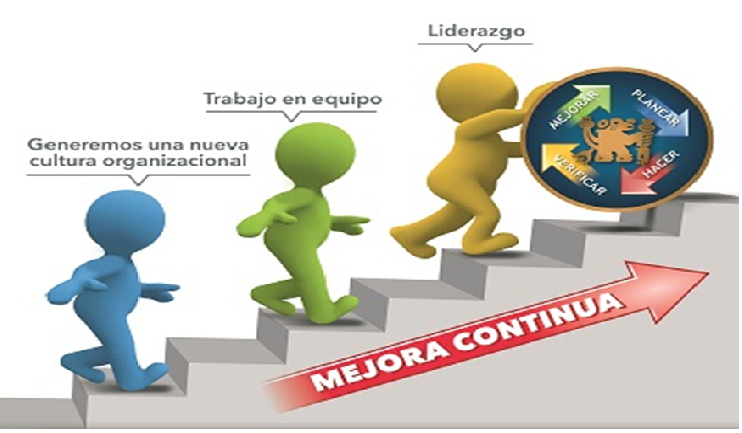 Liderazgo
Trabajo en equipo
Generemos una nueva
cultura organizacional
MEJORAR
PLANEAR
VERIFICAR
HACER
MEJORA CONTINUA